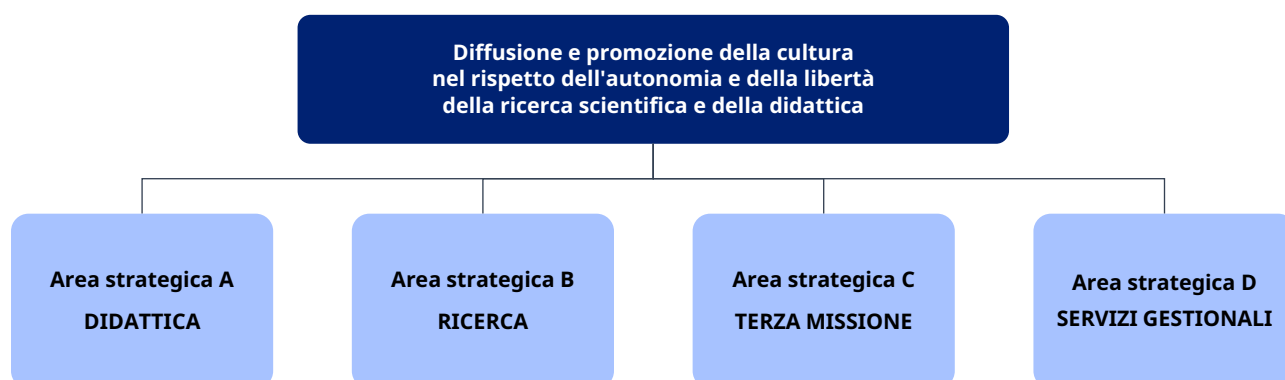 Diffusione e promozione della cultura
nel rispetto dell'autonomia e della libertà
della ricerca scientifica e della didattica
Area strategica A
DIDATTICA
Area strategica B
RICERCA
Area strategica C
TERZA MISSIONE
Area strategica D
SERVIZI GESTIONALI